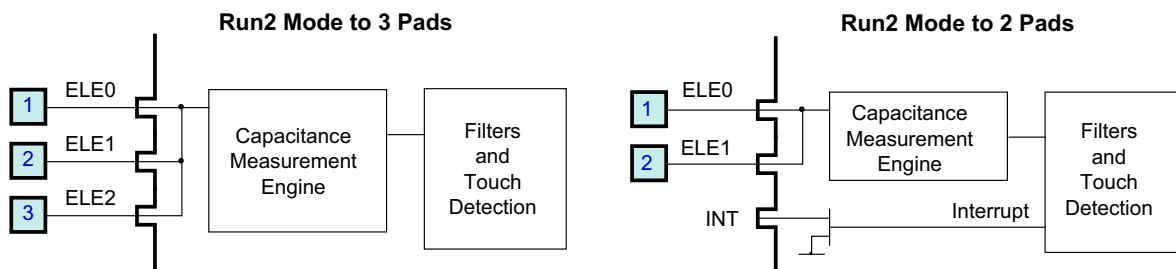 Run2 Mode to 3 Pads
1
ELE0
2
ELE1
3
ELE2
Capacitance
Measurement
Engine
Filters
and
Touch
Detection
Run2 Mode to 2 Pads
1
ELE0
2
ELE1
INT
Capacitance
Measurement
Engine
Interrupt
Filters
and
Touch
Detection